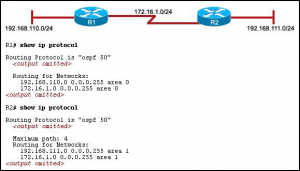 172.16.1.0/24
R1
R2
192.168.110.0/24
192.168.111.0/24
R1# show ip protocol
Routing Protocol is "ospf 50"
<output omitted>
Routing for Networks:
192.168.110.0 0.0.0.255 area 0
172.16.1.0 0.0.0.255 area 0
<output omitted>
R2# show ip protocol
Routing Protocol is "ospf 50"
<output omitted>
Maximum path: 4
Routing for Networks:
192.168.111.0 0.0.0.255 area 1
172.16.1.0 0.0.0.255 area 1
<output omitted>